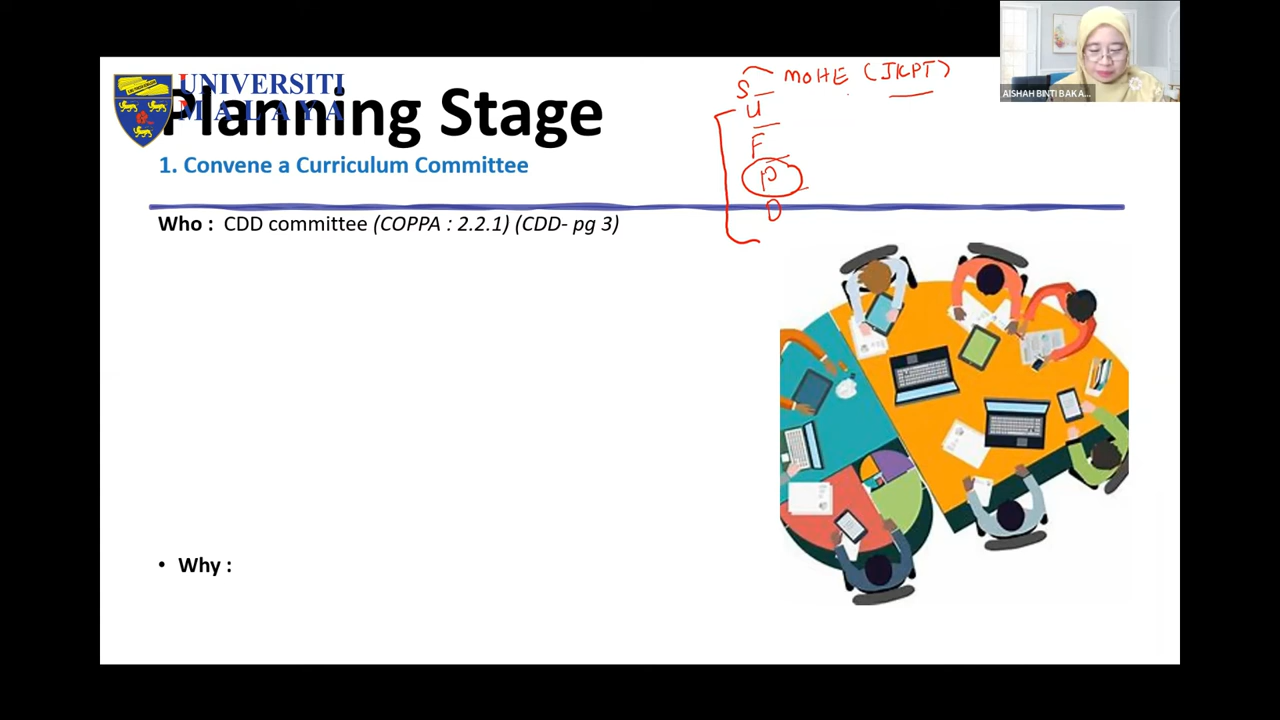 UNIVERSITI
MALAYA
Planning Stage
1. Convene a Curriculum Committee
S MOHE (JKPT)
U
F
P
D
AISHAH BINTI BAKA...
Who : CDD committee (COPPA : 2.2.1) (CDD- pg 3)
• Why :